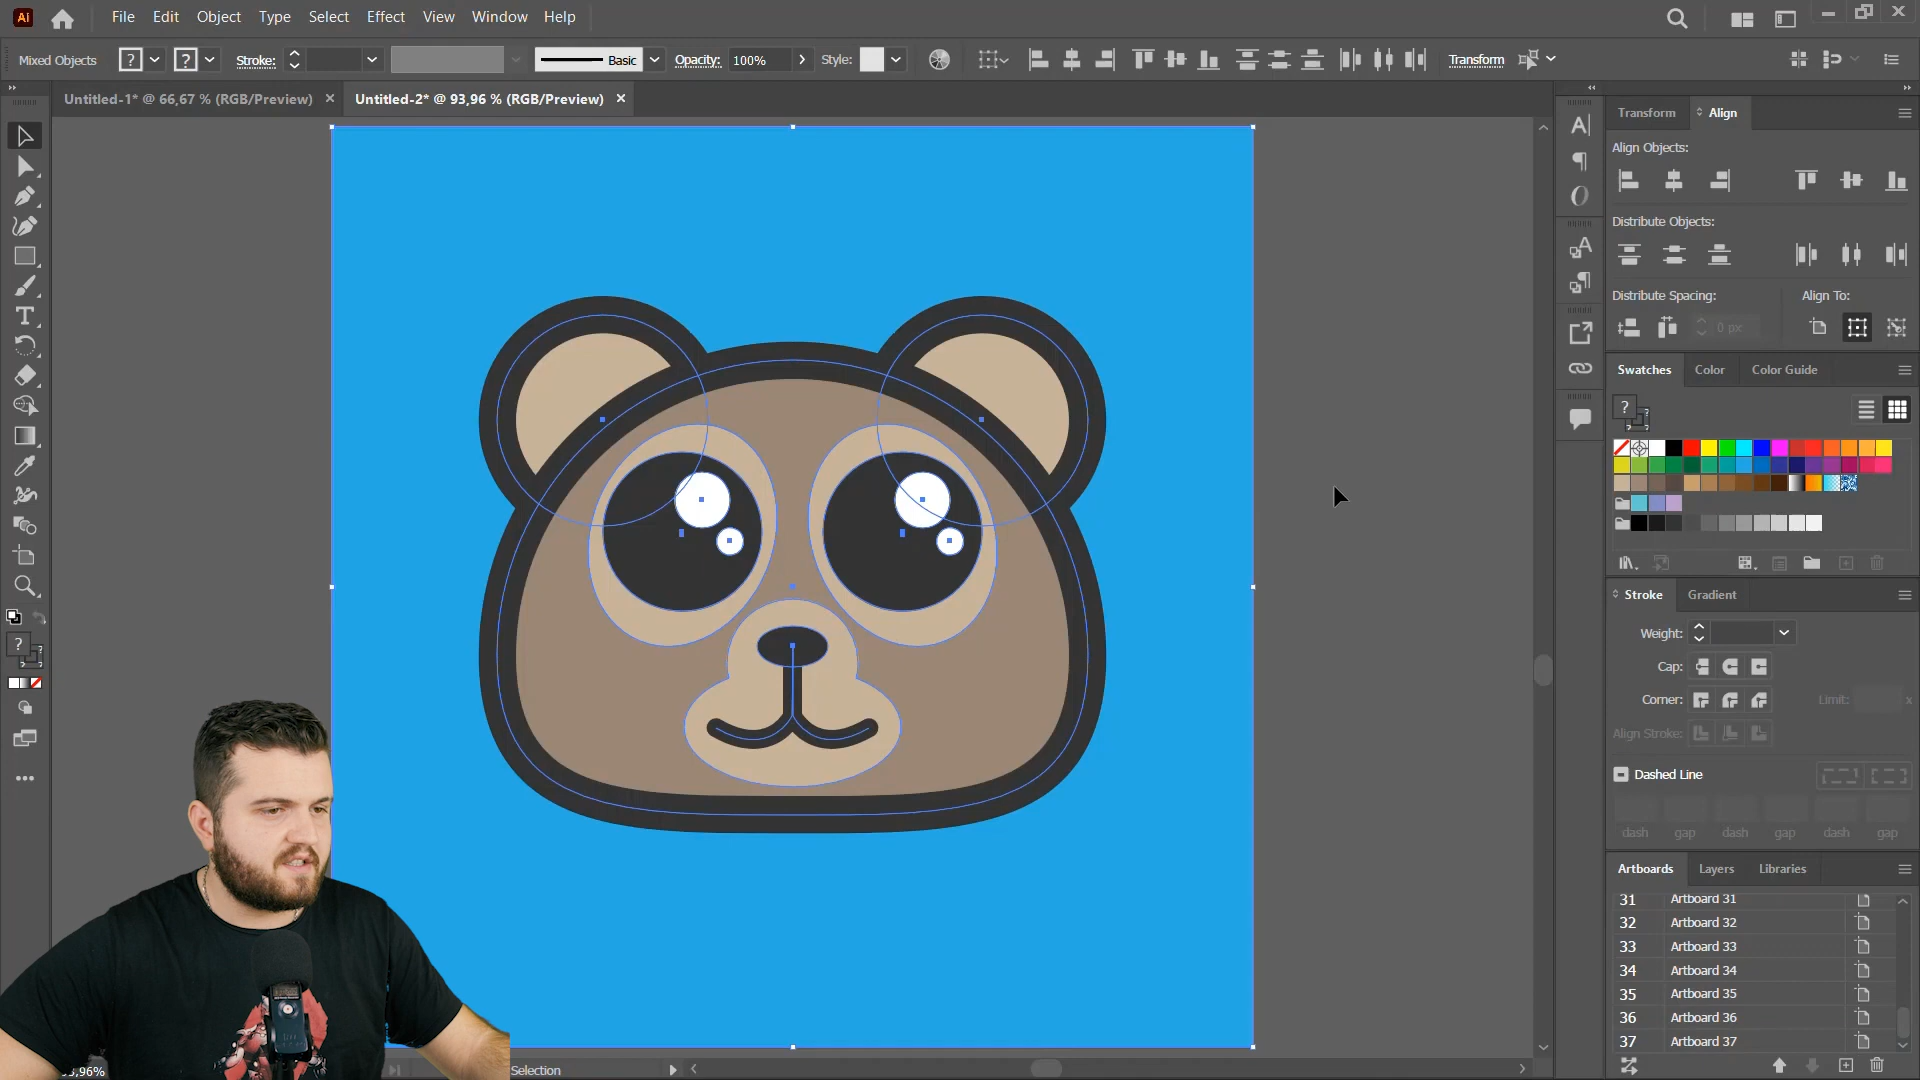 Ai File Edit Object Type Select Effect View Window Help
Mixed Objects ? ? Stroke: Basic Opacity: 100% Style: Transform
Untitled-1* @ 66,67 % (RGB/Preview) × Untitled-2* @ 93,96 % (RGB/Preview) ×
Transform Align
Align Objects:
Distribute Objects:
Distribute Spacing: Align To:
0 px
Swatches Color Color Guide
?
Stroke Gradient
Weight:
Cap:
Corner: Limit: x
Align Stroke:
Dashed Line
dash gap dash gap dash gap
Artboards Layers Libraries
31 Artboard 31
32 Artboard 32
33 Artboard 33
34 Artboard 34
35 Artboard 35
36 Artboard 36
37 Artboard 37
?
3,96% Selection